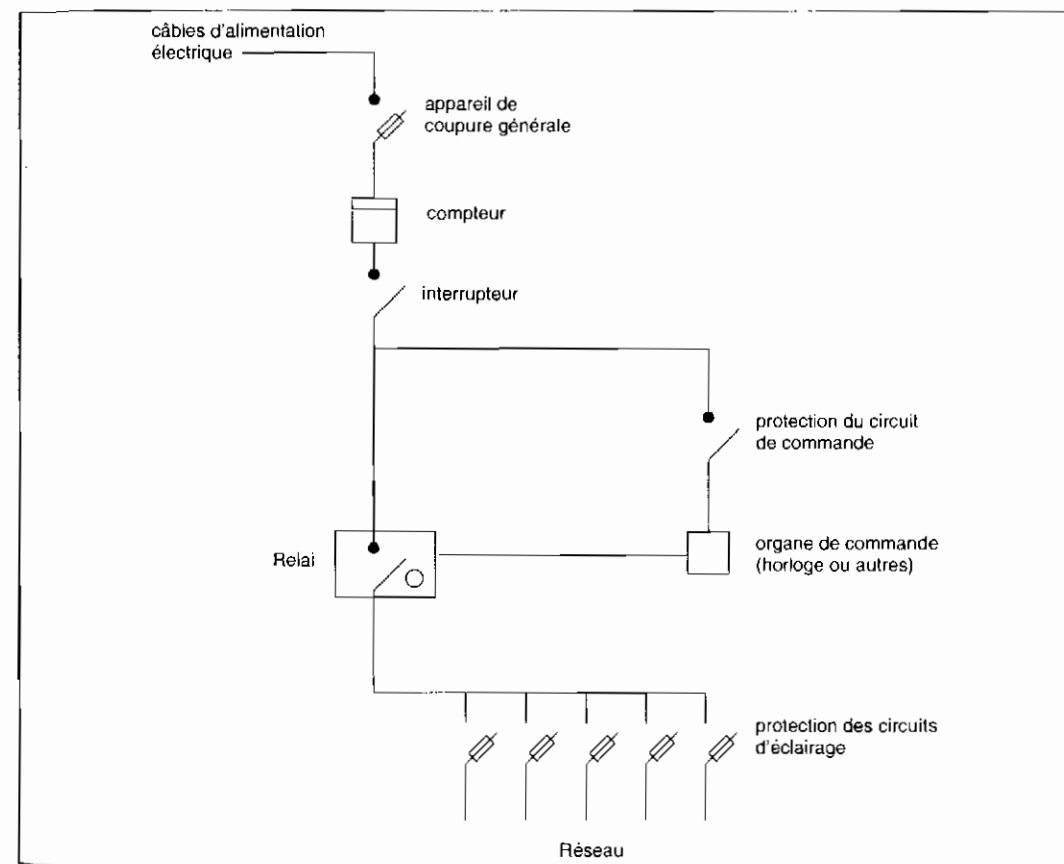 câbles d'alimentation
électrique
appareil de
coupure générale
compteur
interrupteur
protection du circuit
de commande
Relai
organe de commande
(horloge ou autres)
protection des circuits
d'éclairage
Réseau